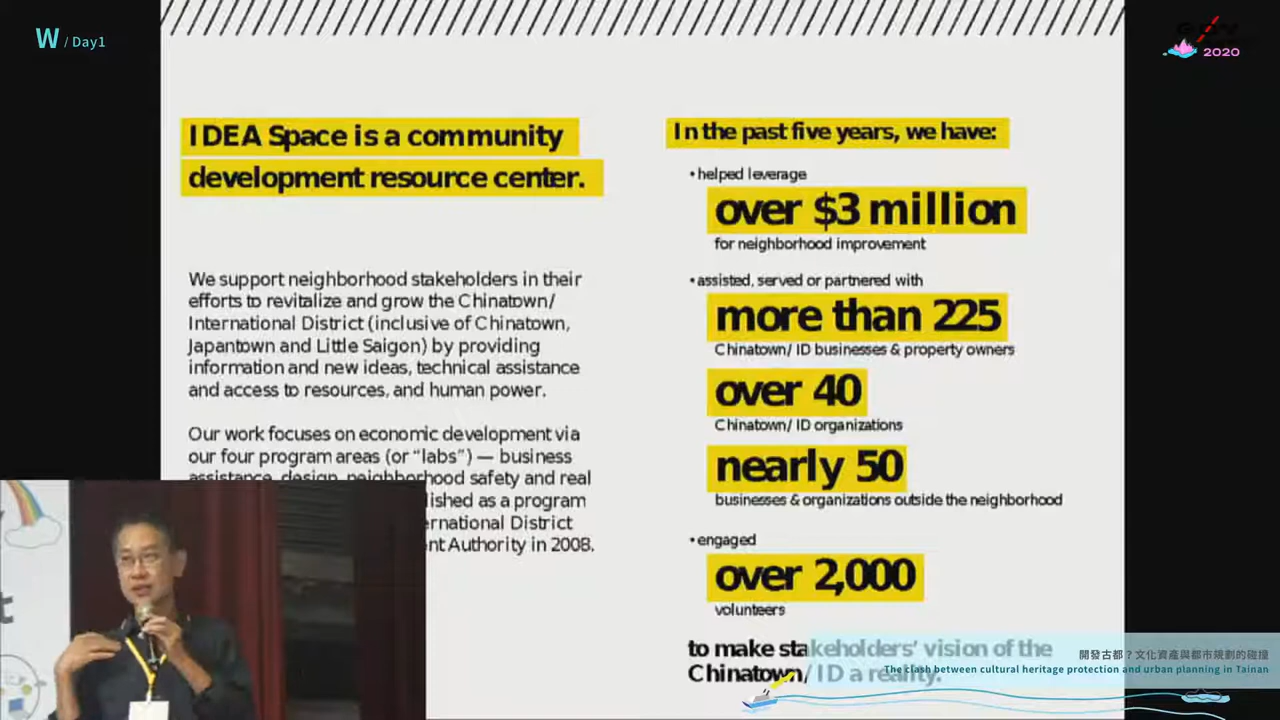 W / Day1
2020
IDEA Space is a community
development resource center.
We support neighborhood stakeholders in their
efforts to revitalize and grow the Chinatown/
International District (inclusive of Chinatown,
Japantown and Little Saigon) by providing
information and new ideas, technical assistance
and access to resources, and human power.
Our work focuses on economic development via
our four program areas (or “labs”) — business
assistance, design, neighborhood safety and real
lished as a program
ernational District
nt Authority in 2008.
In the past five years, we have:
•helped leverage
over $3 million
for neighborhood improvement
•assisted, served or partnered with
more than 225
Chinatown/ ID businesses & property owners
over 40
Chinatown/ ID organizations
nearly 50
businesses & organizations outside the neighborhood
•engaged
over 2,000
volunteers
to make stakeholders’ vision of the
Chinatown/ ID a reality.
開發古都？文化資產與都市規劃的碰撞
The clash between cultural heritage protection and urban planning in Tainan